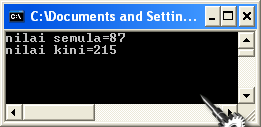 C:\Documents and Settin...
nilai semula=87
nilai kini=215